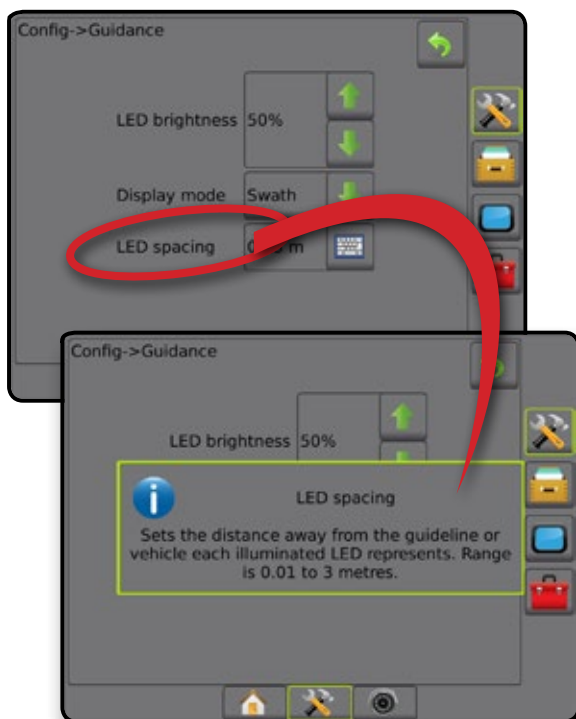 Config->Guidance
LED brightness 50%
Display mode Swath
LED spacing m
Config->Guidance
LED brightness 50%
i
LED spacing
Sets the distance away from the guideline or
vehicle each illuminated LED represents. Range
is 0.01 to 3 metres.